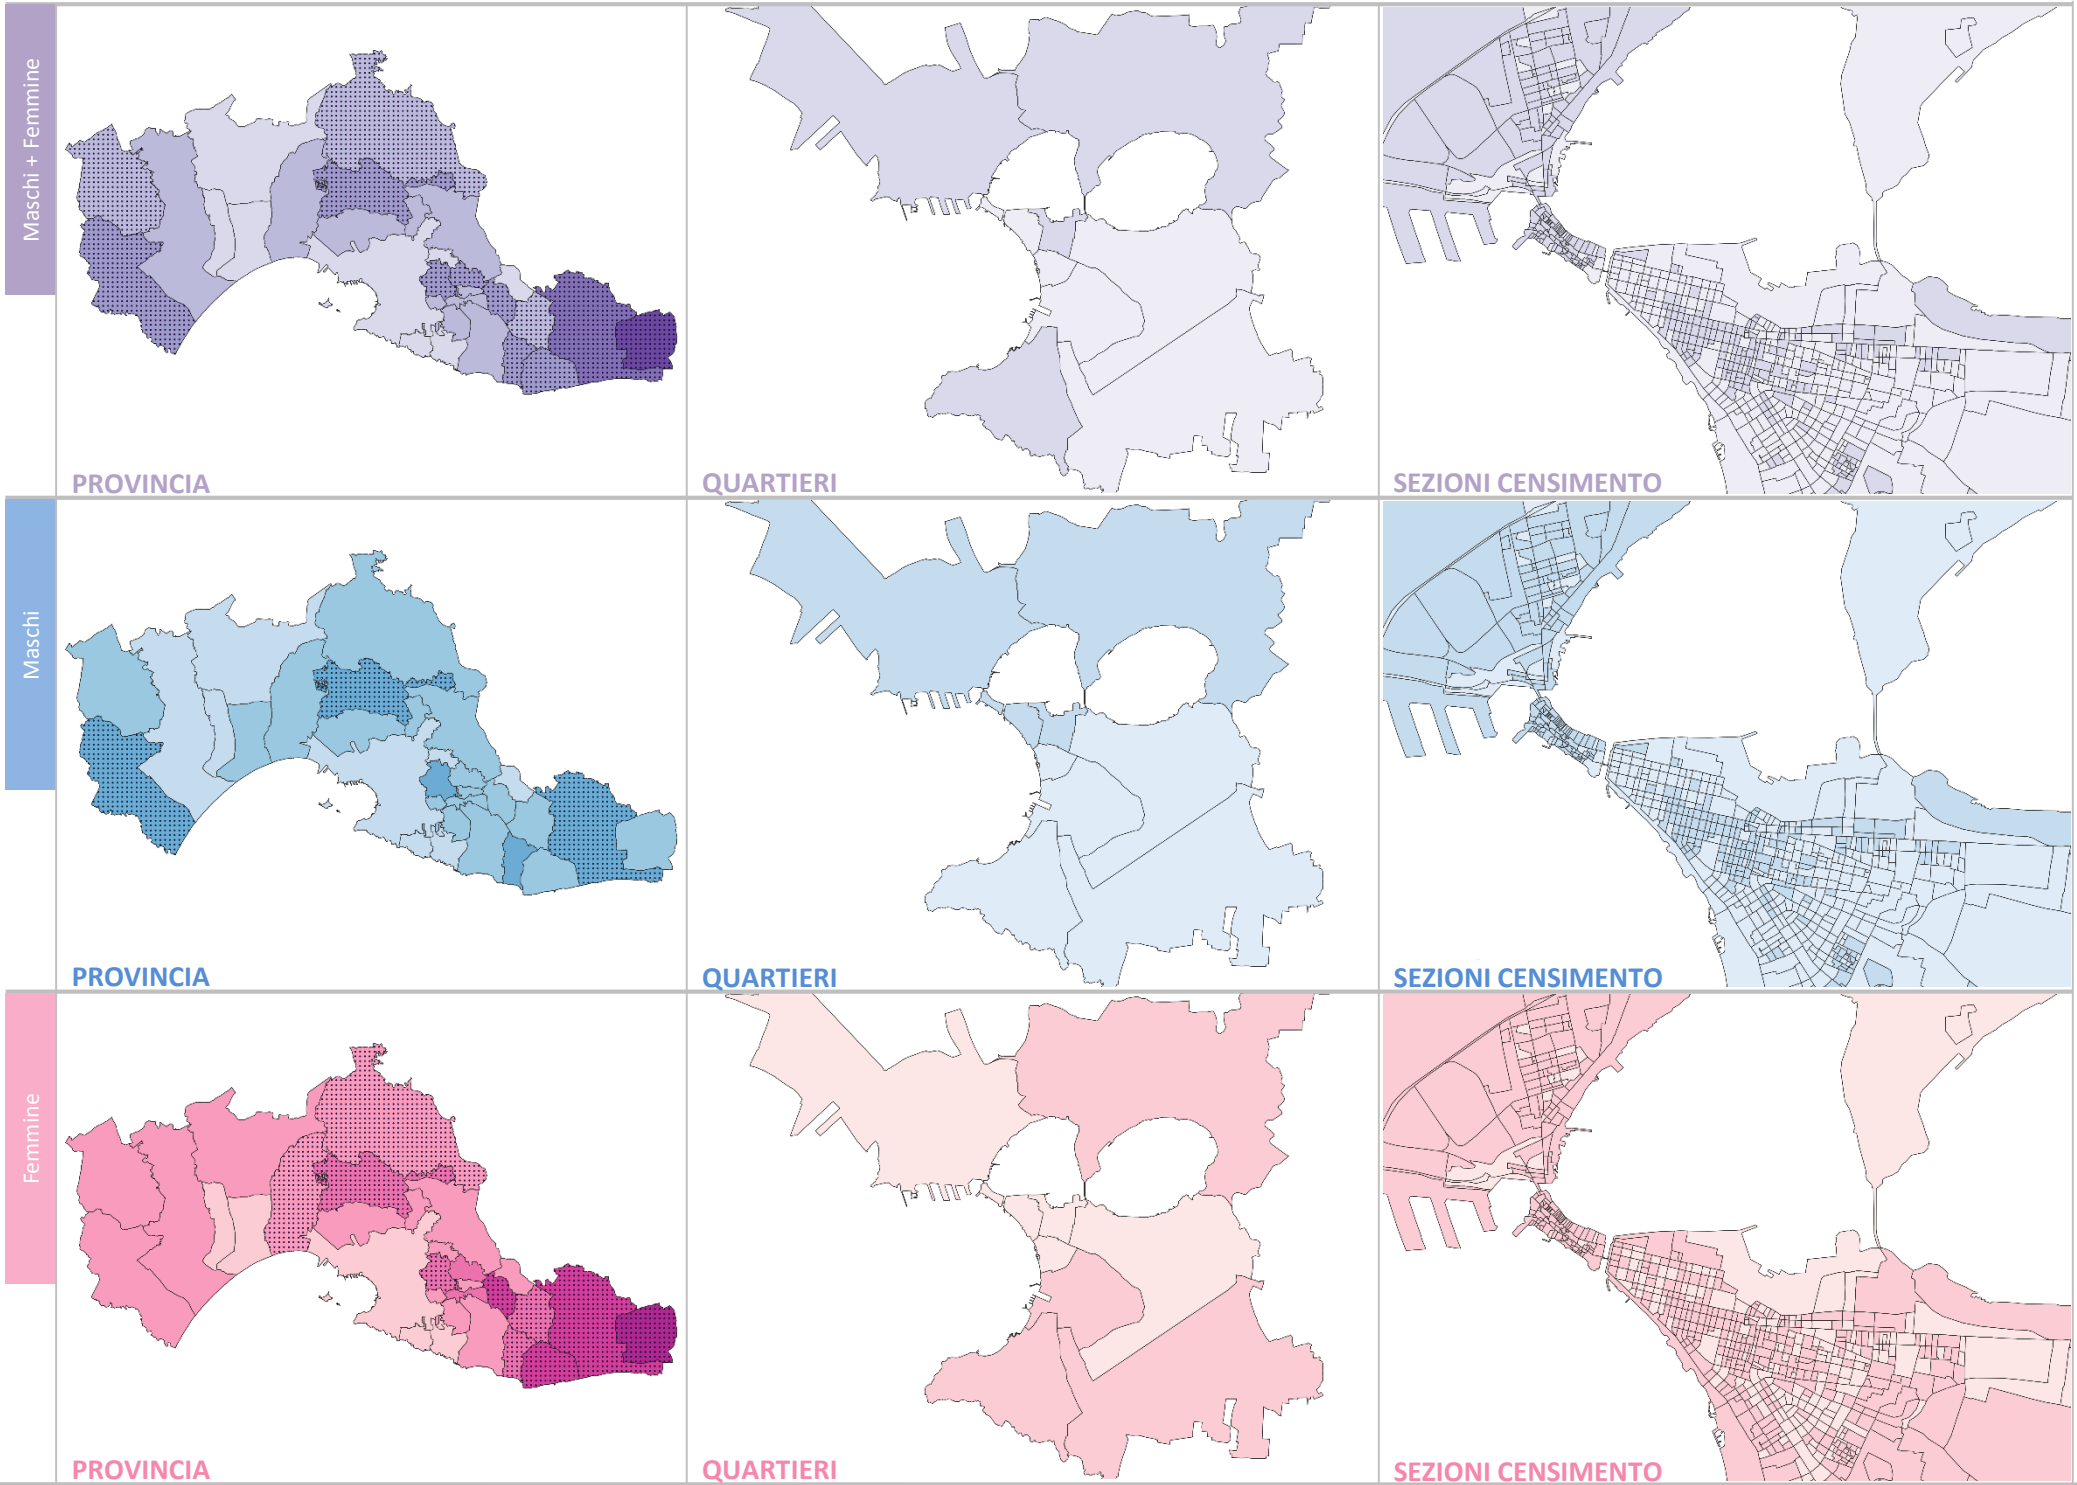 Maschi + Femmine
PROVINCIA
QUARTIERI
SEZIONI CENSIMENTO
Maschi
PROVINCIA
QUARTIERI
SEZIONI CENSIMENTO
Femmine
PROVINCIA
QUARTIERI
SEZIONI CENSIMENTO